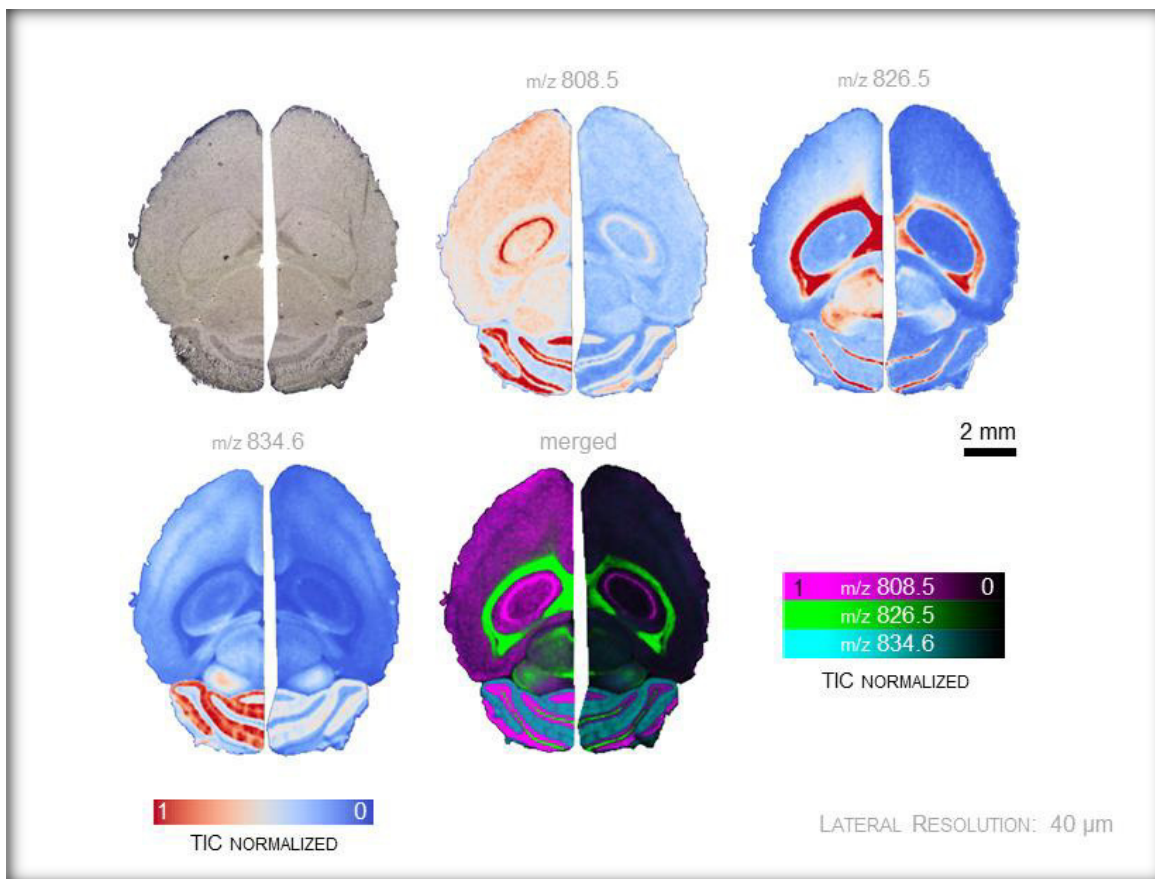 m/z 808.5
m/z 826.5
2 mm
m/z 834.6
merged
1 m/z 808.5 0
m/z 826.5
m/z 834.6
TIC NORMALIZED
1 0
TIC NORMALIZED
LATERAL RESOLUTION: 40 µm